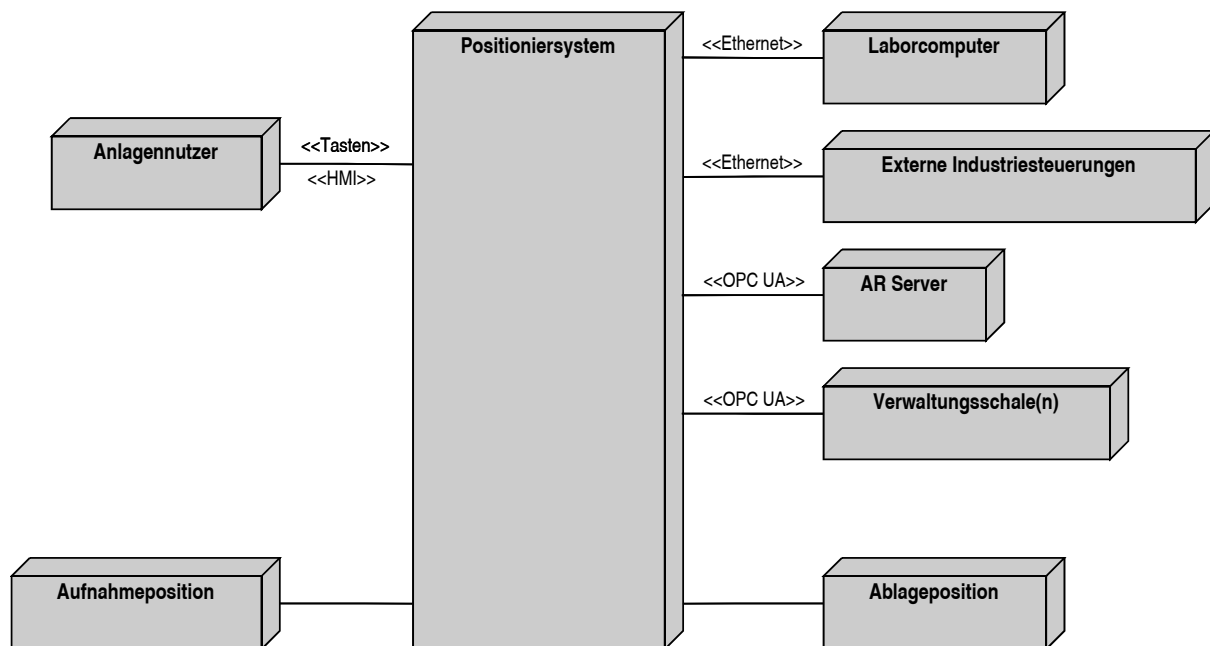 Positioniersystem
<<Ethernet>>
Laborcomputer
Anlagennutzer
<<Tasten>>
<<HMI>>
<<Ethernet>>
Externe Industriesteuerungen
<<OPC UA>>
AR Server
<<OPC UA>>
Verwaltungsschale(n)
Aufnahmeposition
Ablageposition